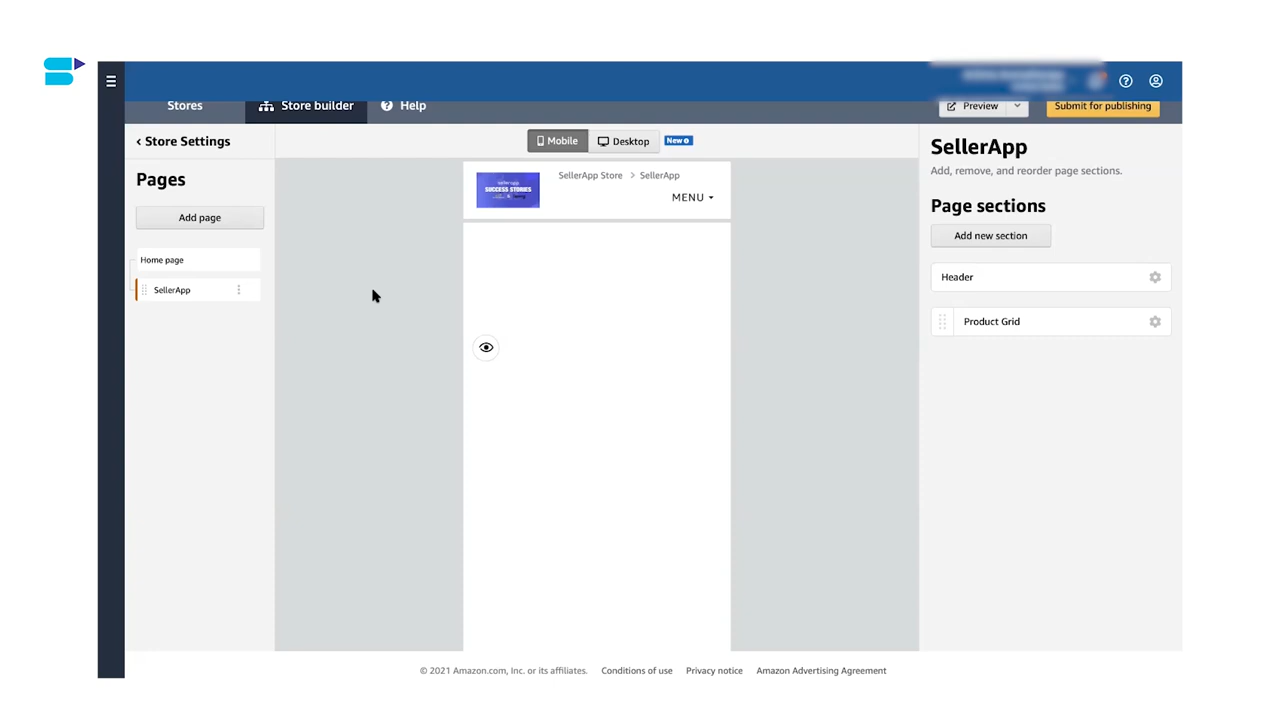 Stores
Store builder
Help
Preview
Submit for publishing
Store Settings
Mobile
Desktop
New
Pages
Add page
Home page
SellerApp
SUCCESS STORIES
SellerApp Store > SellerApp
MENU
SellerApp
Add, remove, and reorder page sections.
Page sections
Add new section
Header
Product Grid
© 2021 Amazon.com, Inc. or its affiliates. Conditions of use Privacy notice Amazon Advertising Agreement